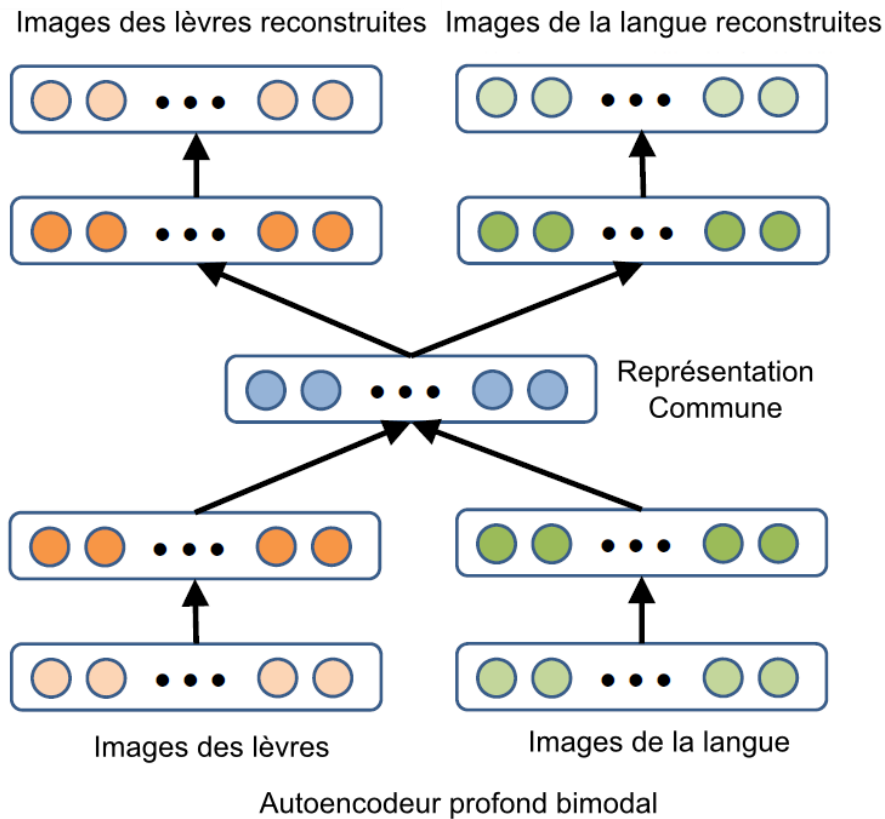 Images des lèvres reconstruites
Images de la langue reconstruites
Représentation
Commune
Images des lèvres
Images de la langue
Autoencodeur profond bimodal